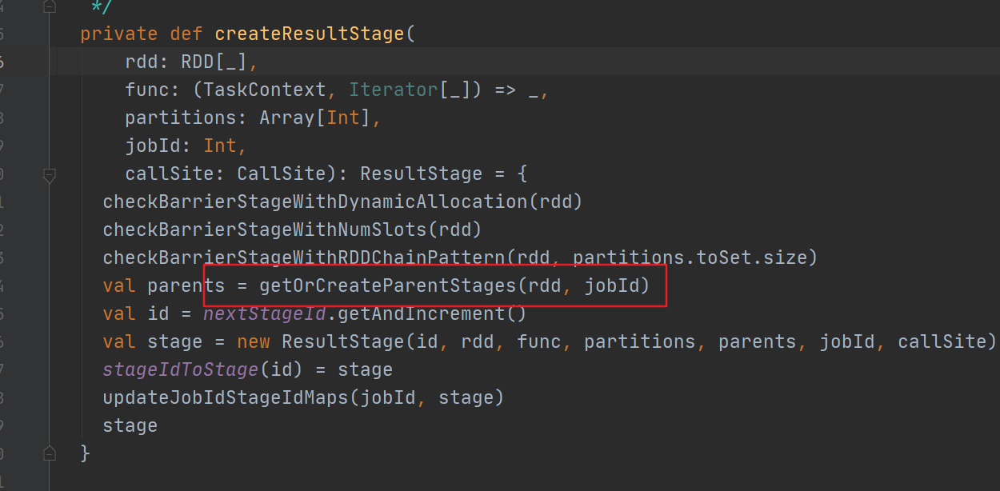 */
private def createResultStage(
rdd: RDD[_],
func: (TaskContext, Iterator[_]) => _,
partitions: Array[Int],
jobId: Int,
callSite: CallSite): ResultStage = {
checkBarrierStageWithDynamicAllocation(rdd)
checkBarrierStageWithNumSlots(rdd)
checkBarrierStageWithRDDChainPattern(rdd, partitions.toSet.size)
val parents = getOrCreateParentStages(rdd, jobId)
val id = nextStageId.getAndIncrement()
val stage = new ResultStage(id, rdd, func, partitions, parents, jobId, callSite)
stageIdToStage(id) = stage
updateJobIdStageIdMaps(jobId, stage)
stage
}